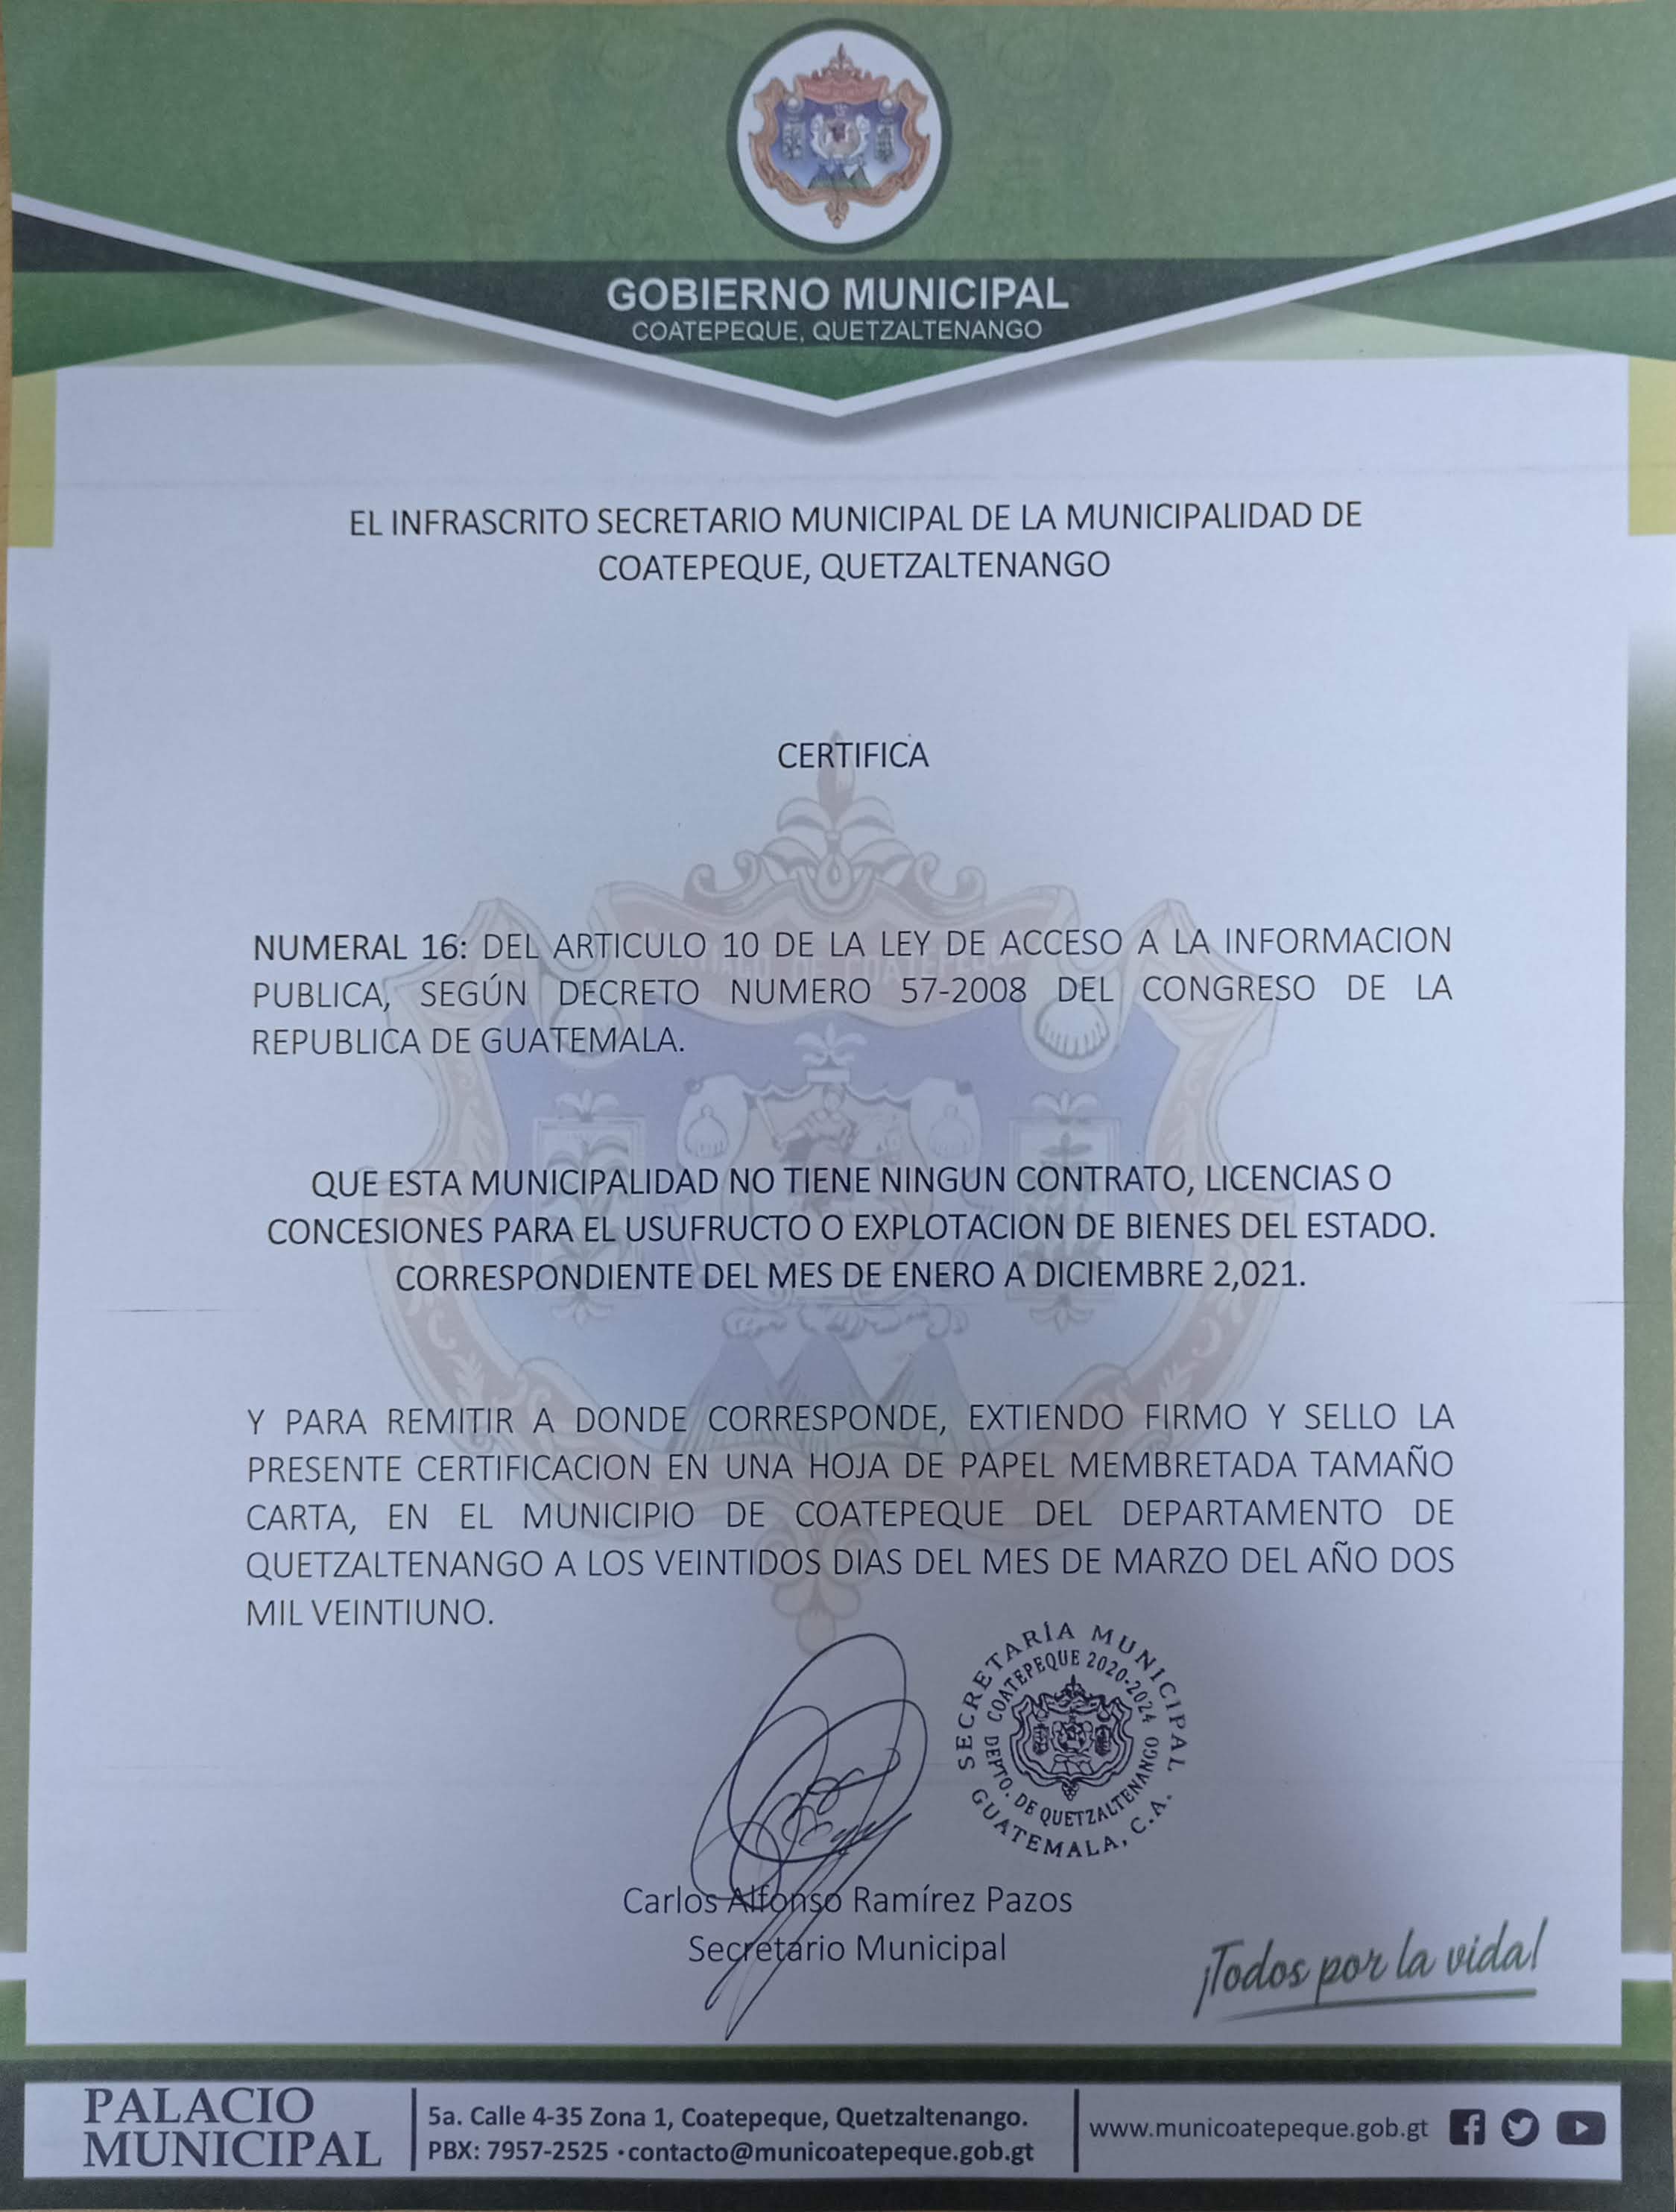 GOBIERNO MUNICIPAL
COATEPEQUE, QUETZALTENANGO
EL INFRASCRITO SECRETARIO MUNICIPAL DE LA MUNICIPALIDAD DE
COATEPEQUE, QUETZALTENANGO
CERTIFICA
NUMERAL 16: DEL ARTICULO 10 DE LA LEY DE ACCESO A LA INFORMACION
PUBLICA, SEGÚN DECRETO NUMERO 57-2008 DEL CONGRESO DE LA
REPUBLICA DE GUATEMALA.
QUE ESTA MUNICIPALIDAD NO TIENE NINGUN CONTRATO, LICENCIAS O
CONCESIONES PARA EL USUFRUCTO O EXPLOTACION DE BIENES DEL ESTADO.
CORRESPONDIENTE DEL MES DE ENERO A DICIEMBRE 2,021.
Y PARA REMITIR A DONDE CORRESPONDE, EXTIENDO FIRMO Y SELLO LA
PRESENTE CERTIFICACION EN UNA HOJA DE PAPEL MEMBRETADA TAMAÑO
CARTA, EN EL MUNICIPIO DE COATEPEQUE DEL DEPARTAMENTO DE
QUETZALTENANGO A LOS VEINTIDOS DIAS DEL MES DE MARZO DEL AÑO DOS
MIL VEINTIUNO.
SECRETARÍA MUNICIPAL
COATEPEQUE 2020-2024
DEPTO. DE QUETZALTENANGO
GUATEMALA, C.A.
Carlos Alfonso Ramírez Pazos
Secretario Municipal
¡Todos por la vida!
PALACIO
MUNICIPAL
5a. Calle 4-35 Zona 1, Coatepeque, Quetzaltenango.
PBX: 7957-2525 · contacto@municoatepeque.gob.gt
www.municoatepeque.gob.gt